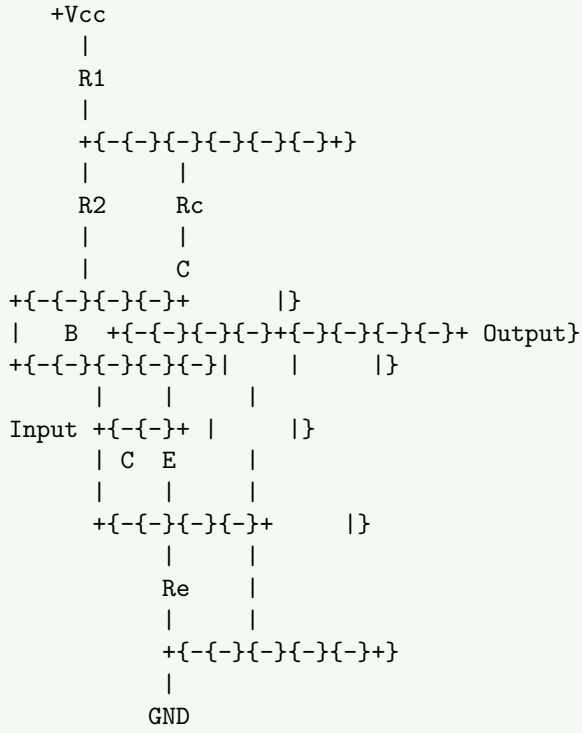 +Vcc
|
R1
|
+{-{-}{-}{-}{-}{-}+}
| |
R2 Rc
| |
| C
+{-{-}{-}{-}+ |}
| B +{-{-}{-}{-}+{-}{-}{-}{-}+ Output}
+{-{-}{-}{-}{-}| | |}
| | |
Input +{-{-}+ | |}
| C E |
| | |
+{-{-}{-}{-}+ |}
| |
Re |
| |
+{-{-}{-}{-}{-}+}
|
GND